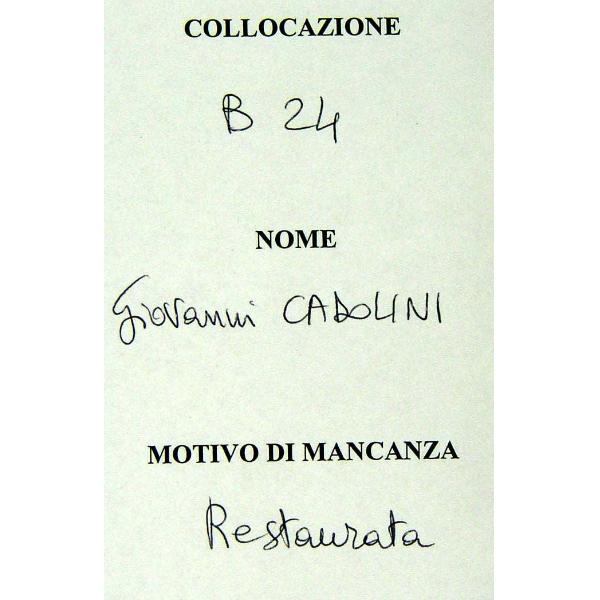 COLLOCAZIONE
B 24
NOME
Giovanni CADOLINI
MOTIVO DI MANCANZA
Restaurata